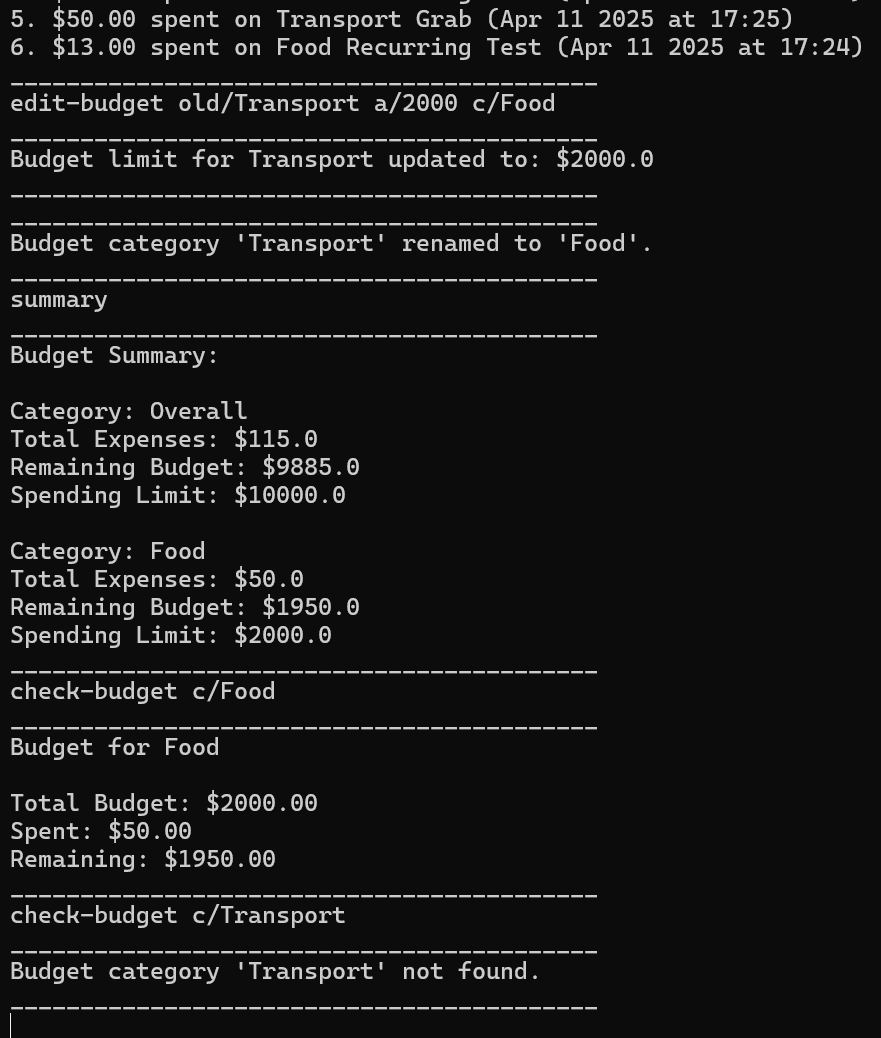 5. $50.00 spent on Transport Grab (Apr 11 2025 at 17:25)
6. $13.00 spent on Food Recurring Test (Apr 11 2025 at 17:24)
__________________________________________
edit-budget old/Transport a/2000 c/Food
__________________________________________
Budget limit for Transport updated to: $2000.0
__________________________________________
__________________________________________
Budget category 'Transport' renamed to 'Food'.
__________________________________________
summary
__________________________________________
Budget Summary:

Category: Overall
Total Expenses: $115.0
Remaining Budget: $9885.0
Spending Limit: $10000.0

Category: Food
Total Expenses: $50.0
Remaining Budget: $1950.0
Spending Limit: $2000.0
__________________________________________
check-budget c/Food
__________________________________________
Budget for Food

Total Budget: $2000.00
Spent: $50.00
Remaining: $1950.00
__________________________________________
check-budget c/Transport
__________________________________________
Budget category 'Transport' not found.
__________________________________________